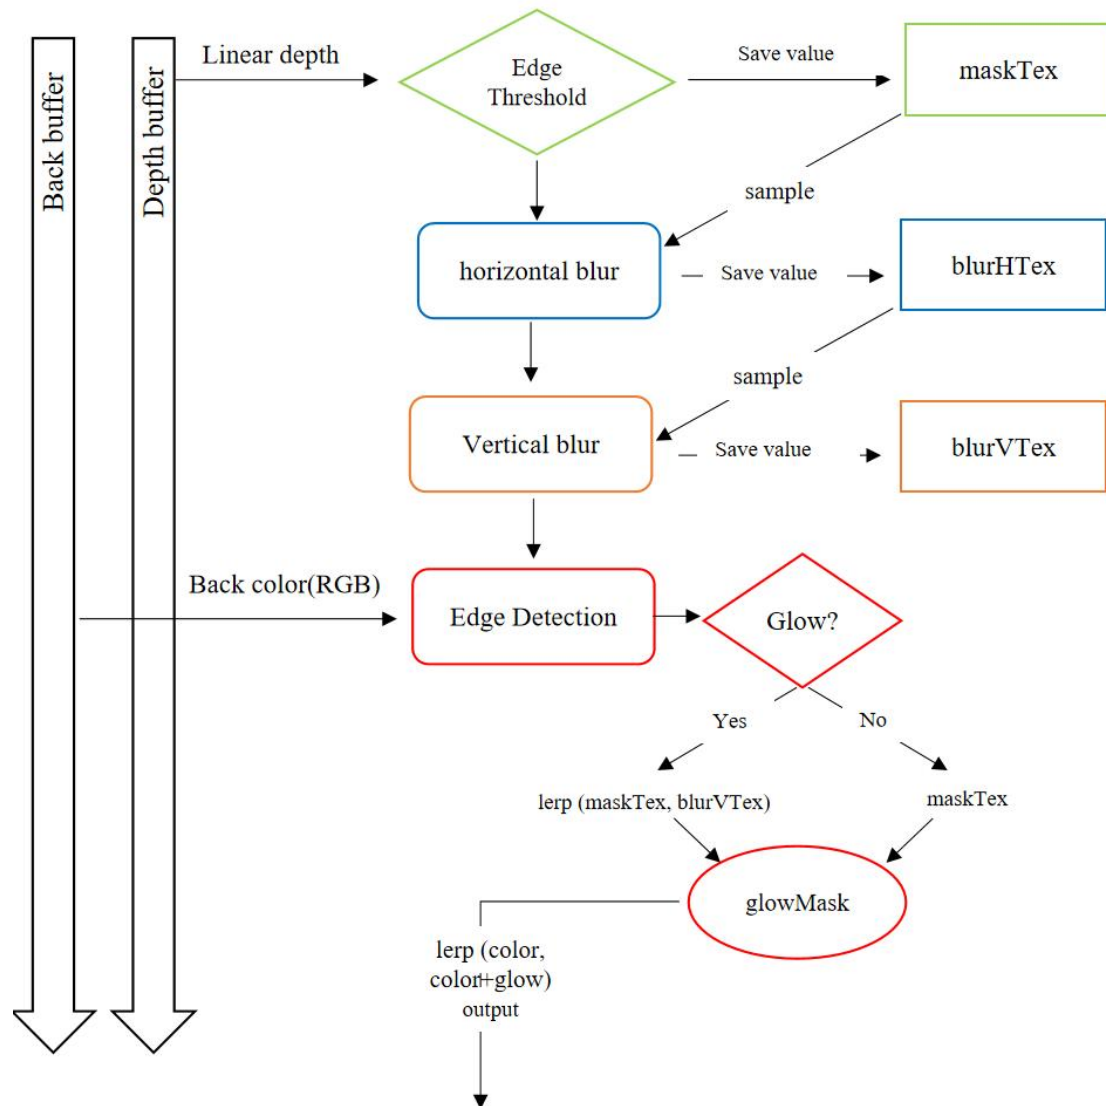 Back buffer
Depth buffer
Linear depth
Edge
Threshold
Save value
maskTex
sample
horizontal blur
Save value
blurHTex
sample
Vertical blur
Save value
blurVTex
Back color(RGB)
Edge Detection
Glow?
Yes
No
lerp (maskTex, blurVTex)
maskTex
glowMask
lerp (color,
color+glow)
output